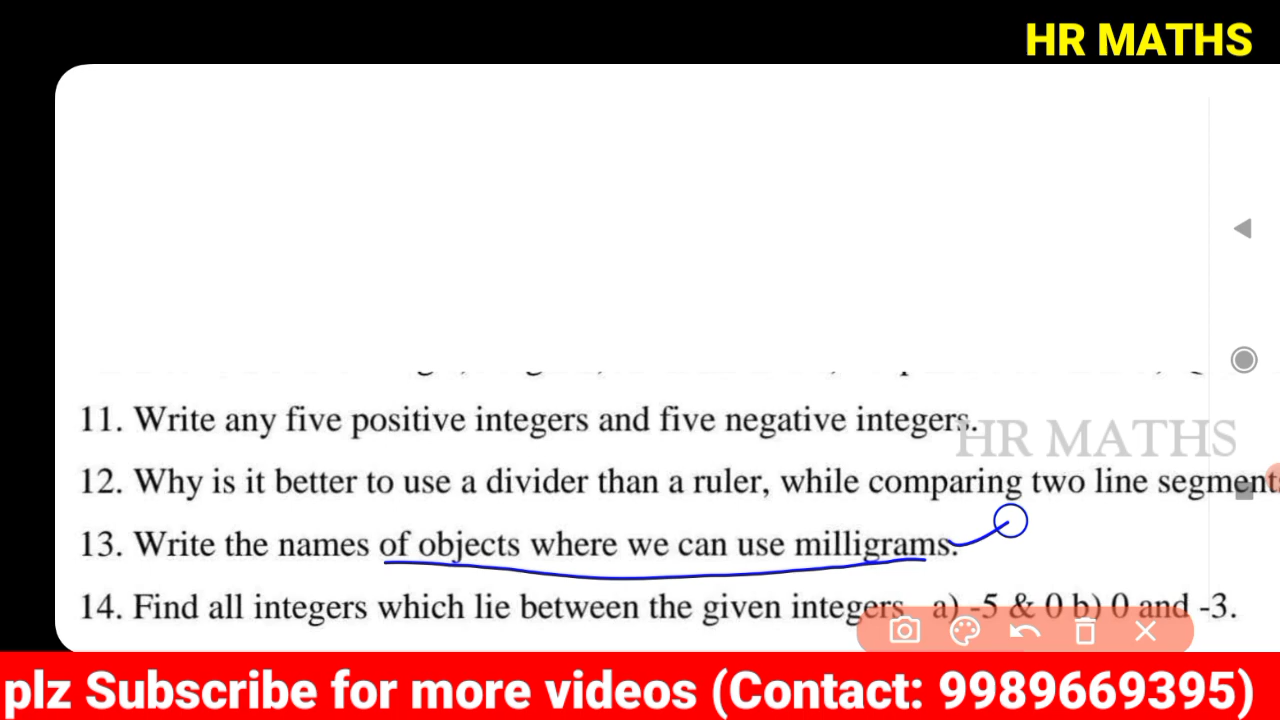 HR MATHS
11. Write any five positive integers and five negative integers.
HR MATHS
12. Why is it better to use a divider than a ruler, while comparing two line segment
13. Write the names of objects where we can use milligrams.
14. Find all integers which lie between the given integers a) -5 & 0 b) 0 and -3.
plz Subscribe for more videos (Contact: 9989669395)